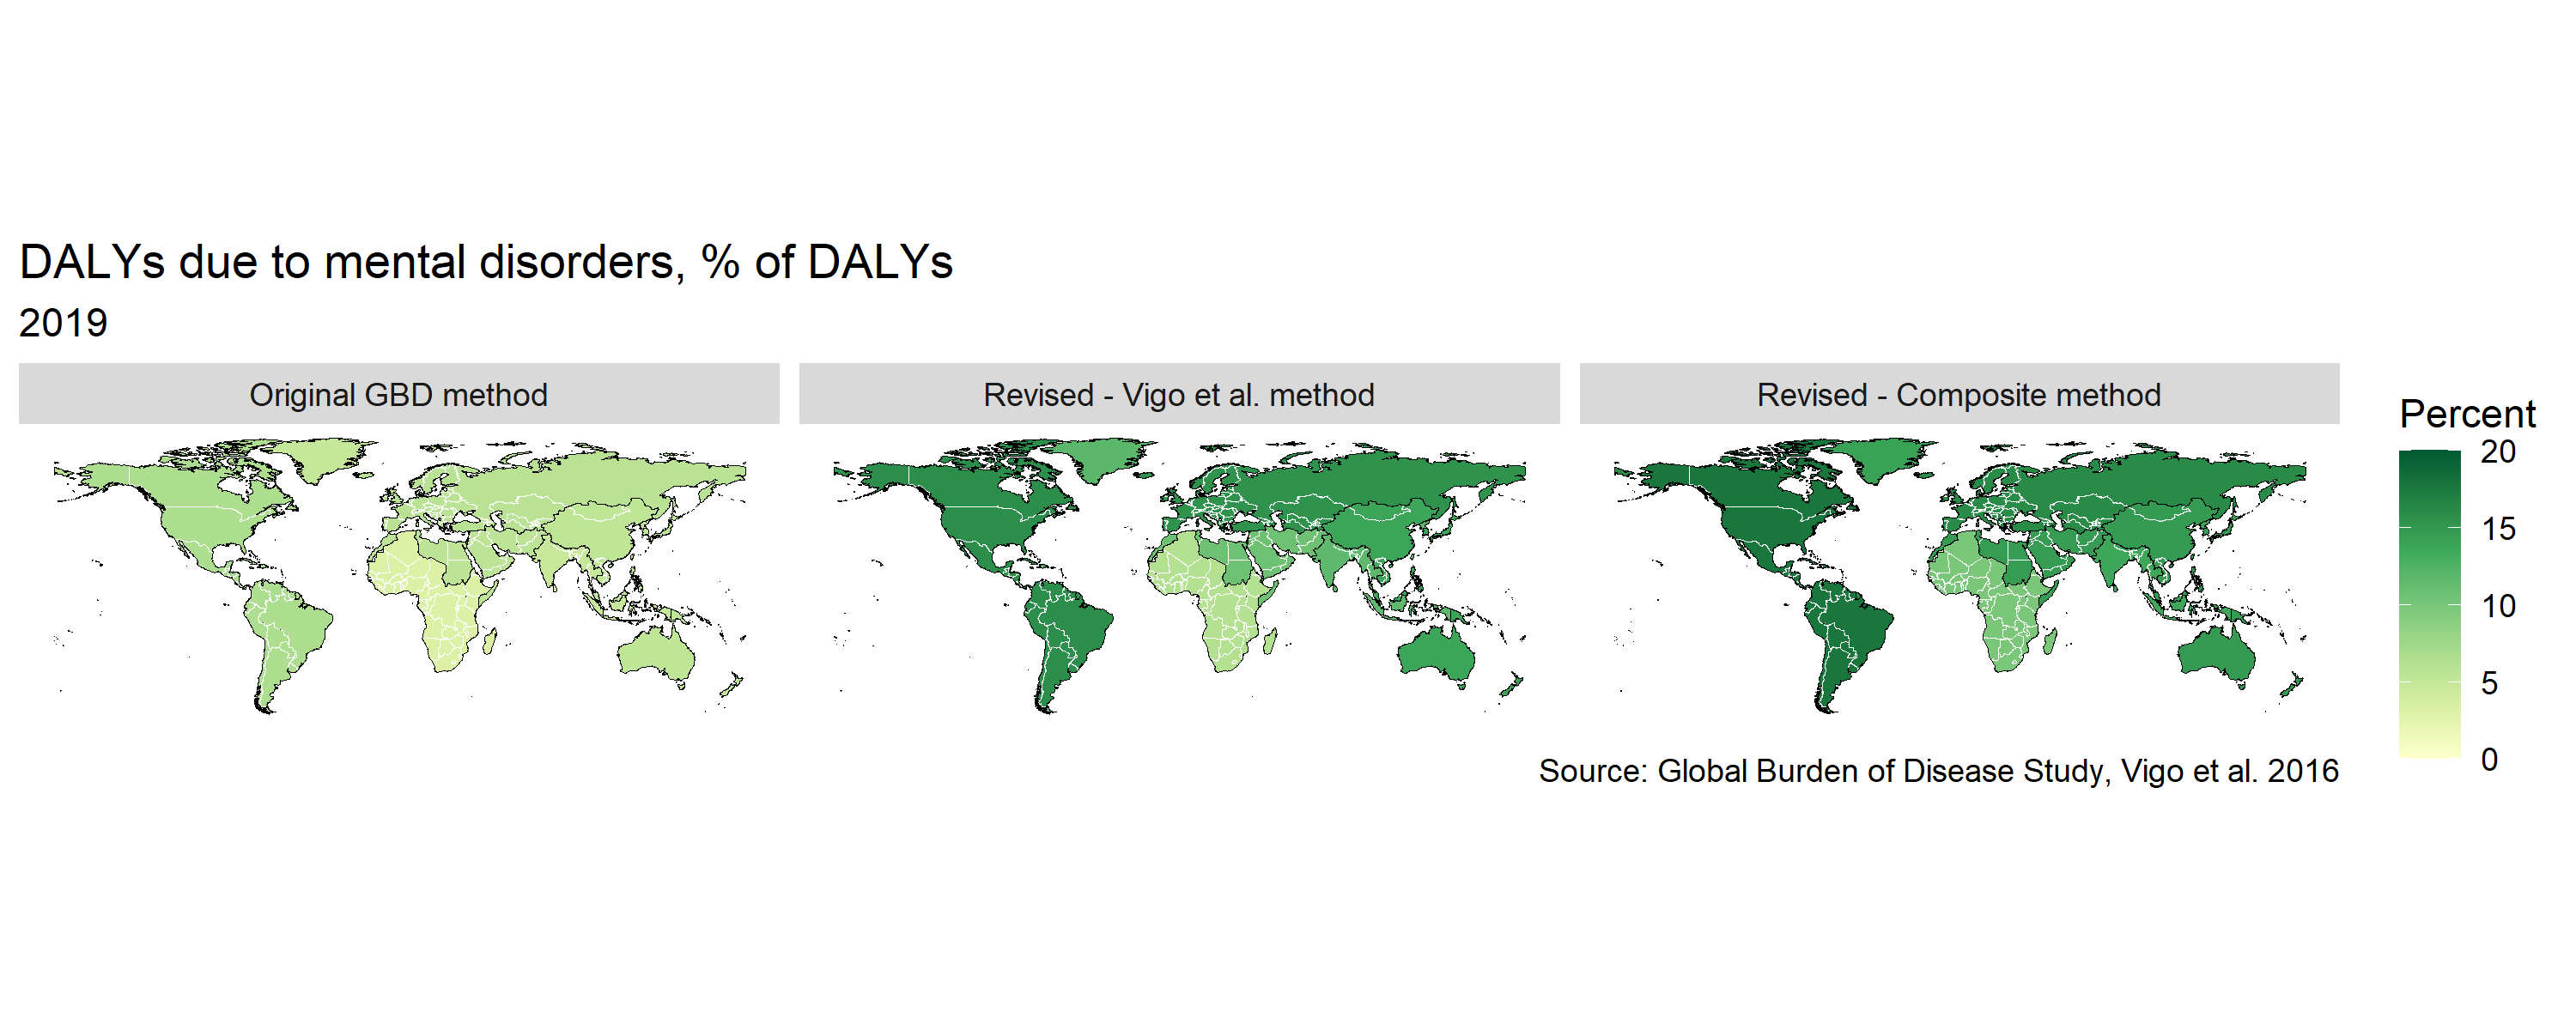 DALYs due to mental disorders, % of DALYs
2019
Original GBD method
Revised - Vigo et al. method
Revised - Composite method
Percent
20
15
10
5
0
Source: Global Burden of Disease Study, Vigo et al. 2016